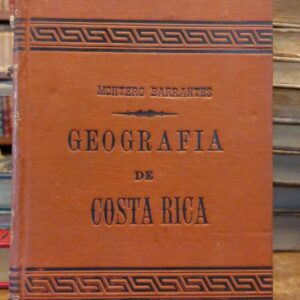 MONTERO BARRANTES
GEOGRAFIA
DE
COSTA RICA